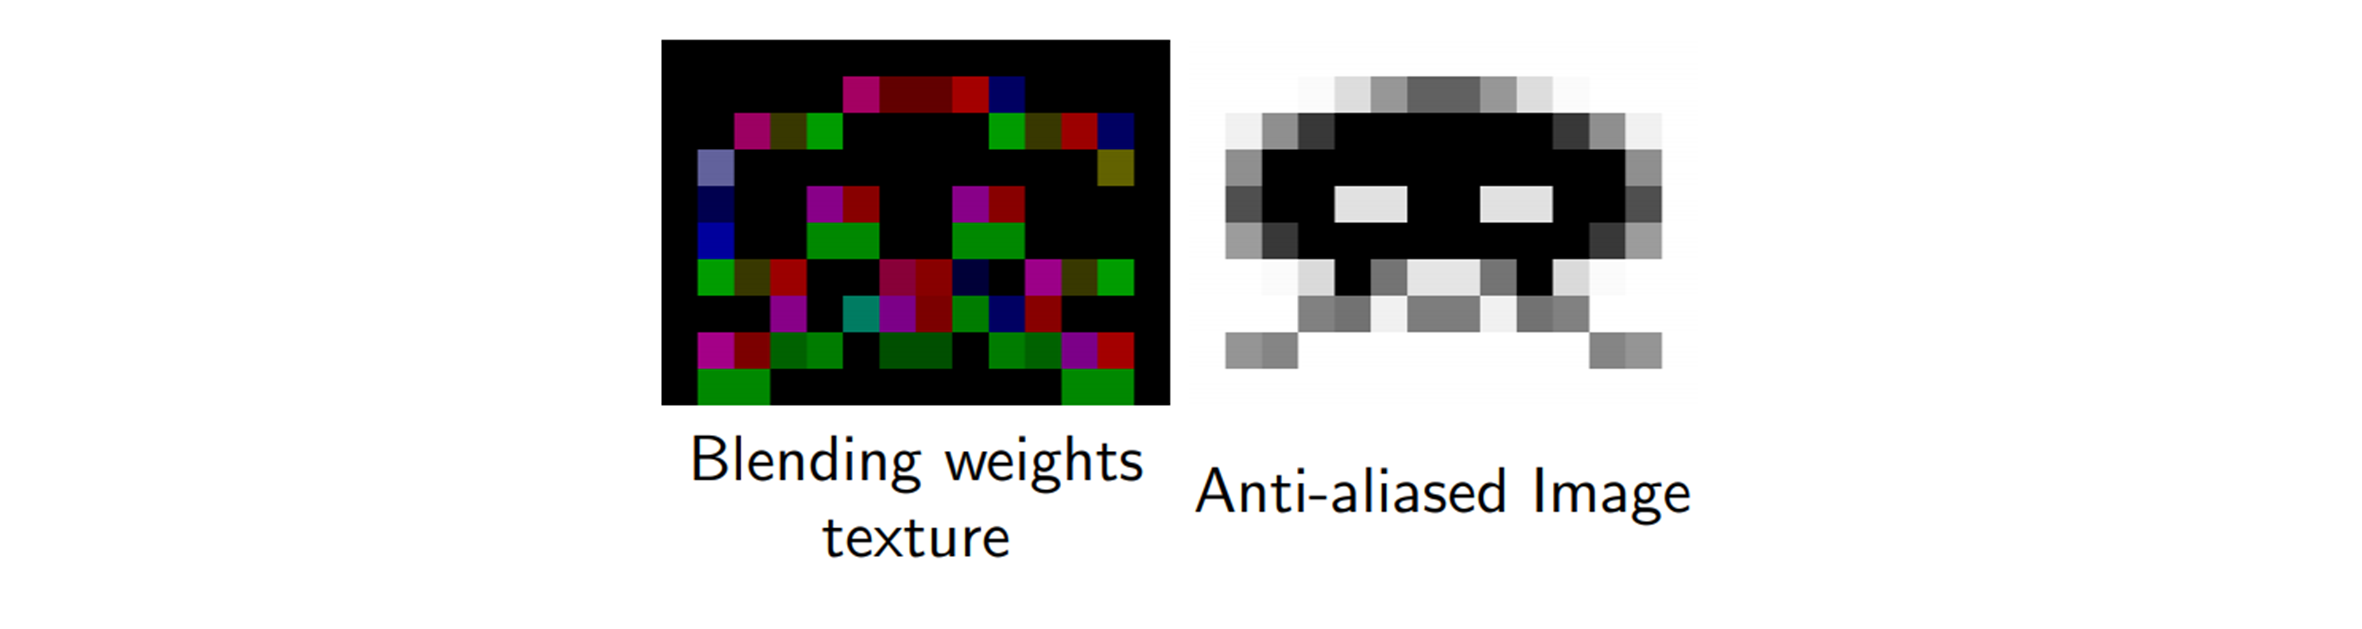 Blending weights
texture
Anti-aliased Image